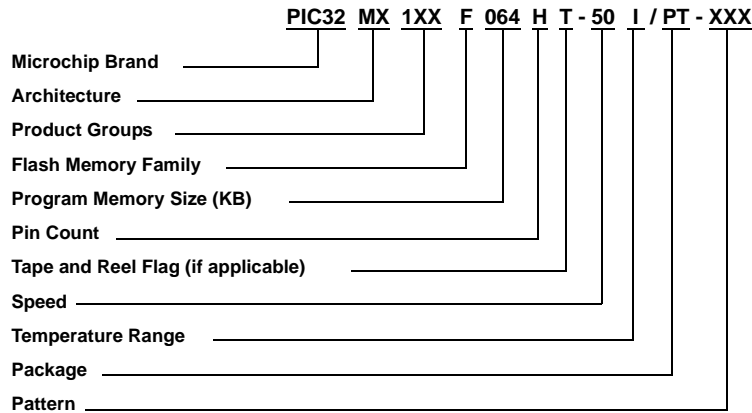 PIC32 MX 1XX F 064 H T - 50 I / PT - XXX
Microchip Brand
Architecture
Product Groups
Flash Memory Family
Program Memory Size (KB)
Pin Count
Tape and Reel Flag (if applicable)
Speed
Temperature Range
Package
Pattern